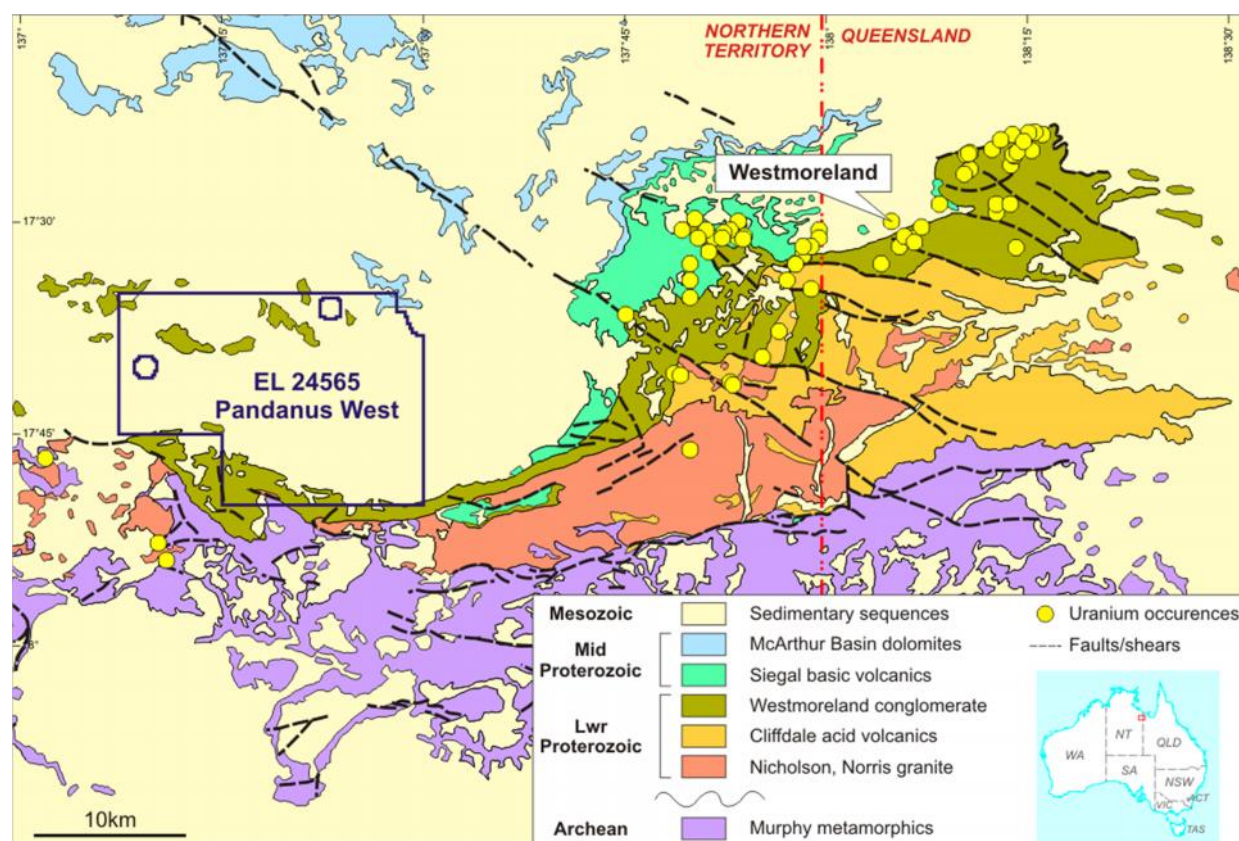 137°
137°15'
137°30'
137°45'
138°
138°15'
138°30'
NORTHERN TERRITORY
QUEENSLAND
Westmoreland
17°30'
EL 24565
Pandanus West
17°45'
10km
Mesozoic
Sedimentary sequences
Mid Proterozoic
McArthur Basin dolomites
Siegal basic volcanics
Lwr Proterozoic
Westmoreland conglomerate
Cliffdale acid volcanics
Nicholson, Norris granite
Archean
Murphy metamorphics
Uranium occurences
Faults/shears
WA
NT
QLD
SA
NSW
ACT
VIC
TAS